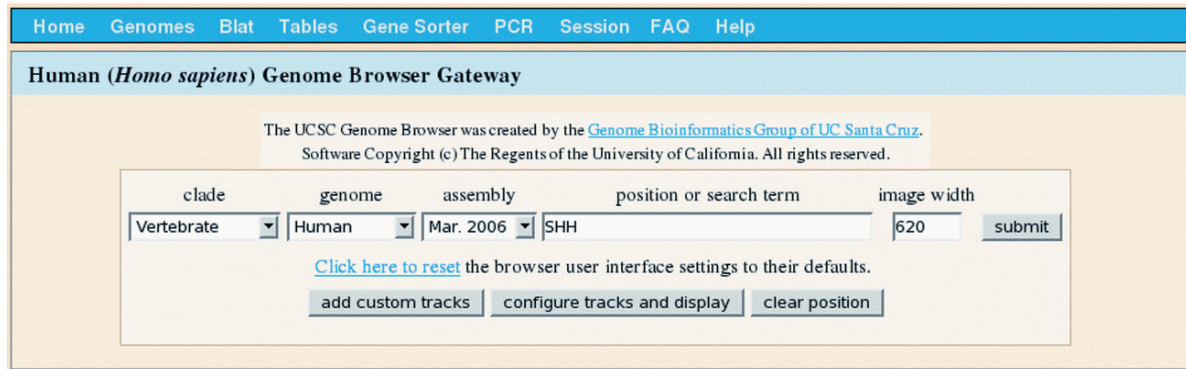 Home Genomes Blat Tables Gene Sorter PCR Session FAQ Help
Human (Homo sapiens) Genome Browser Gateway
The UCSC Genome Browser was created by the Genome Bioinformatics Group of UC Santa Cruz.
Software Copyright (c) The Regents of the University of California. All rights reserved.
clade genome assembly position or search term image width
Vertebrate Human Mar. 2006 SHH 620 submit
Click here to reset the browser user interface settings to their defaults.
add custom tracks configure tracks and display clear position